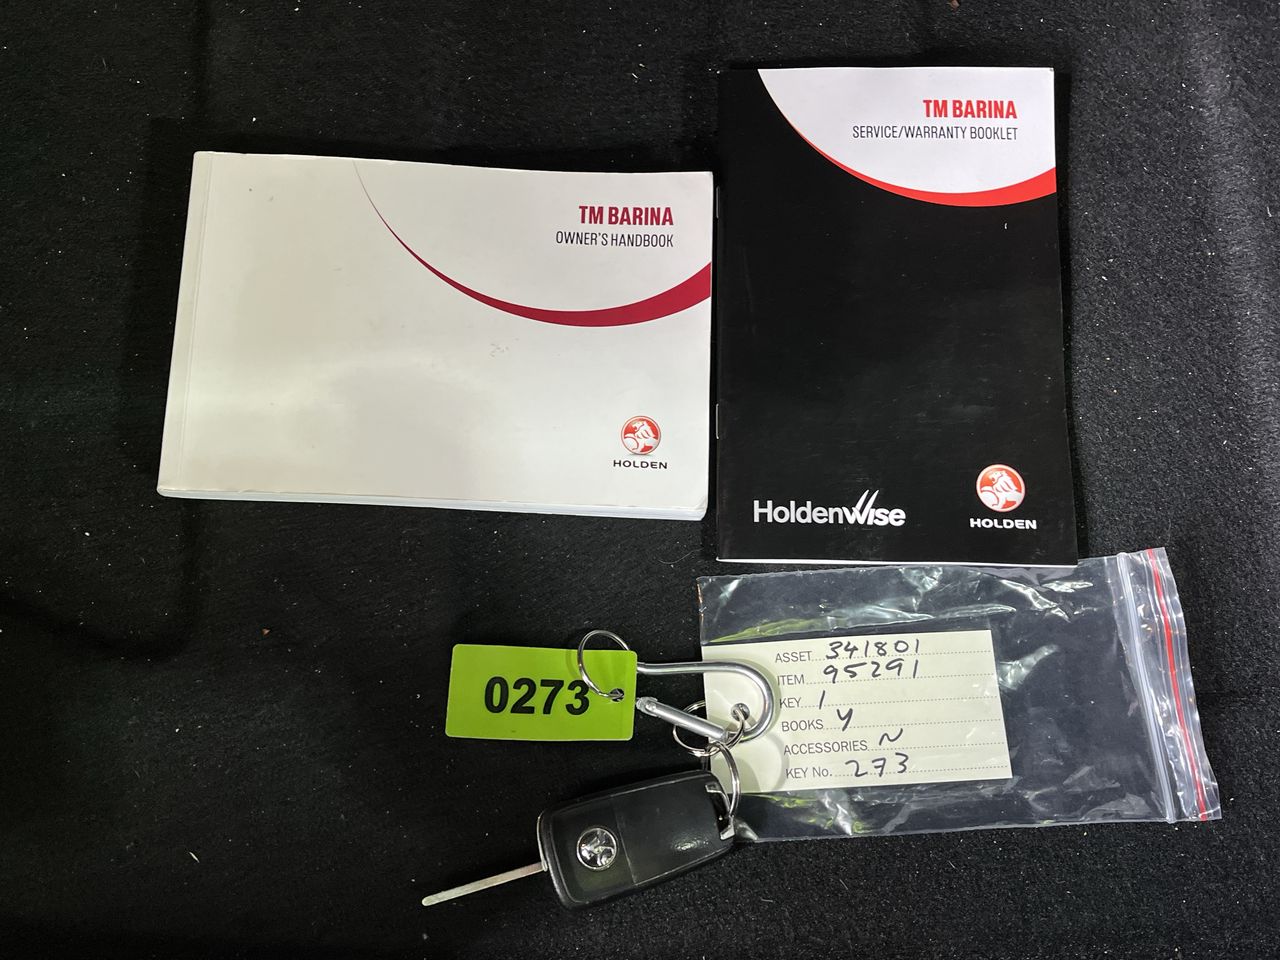 TM BARINA
OWNER'S HANDBOOK
HOLDEN
TM BARINA
SERVICE/WARRANTY BOOKLET
HoldenWise
HOLDEN
0273
ASSET 341801
ITEM 95291
KEY 1
BOOKS Y
ACCESSORIES N
KEY No. 273